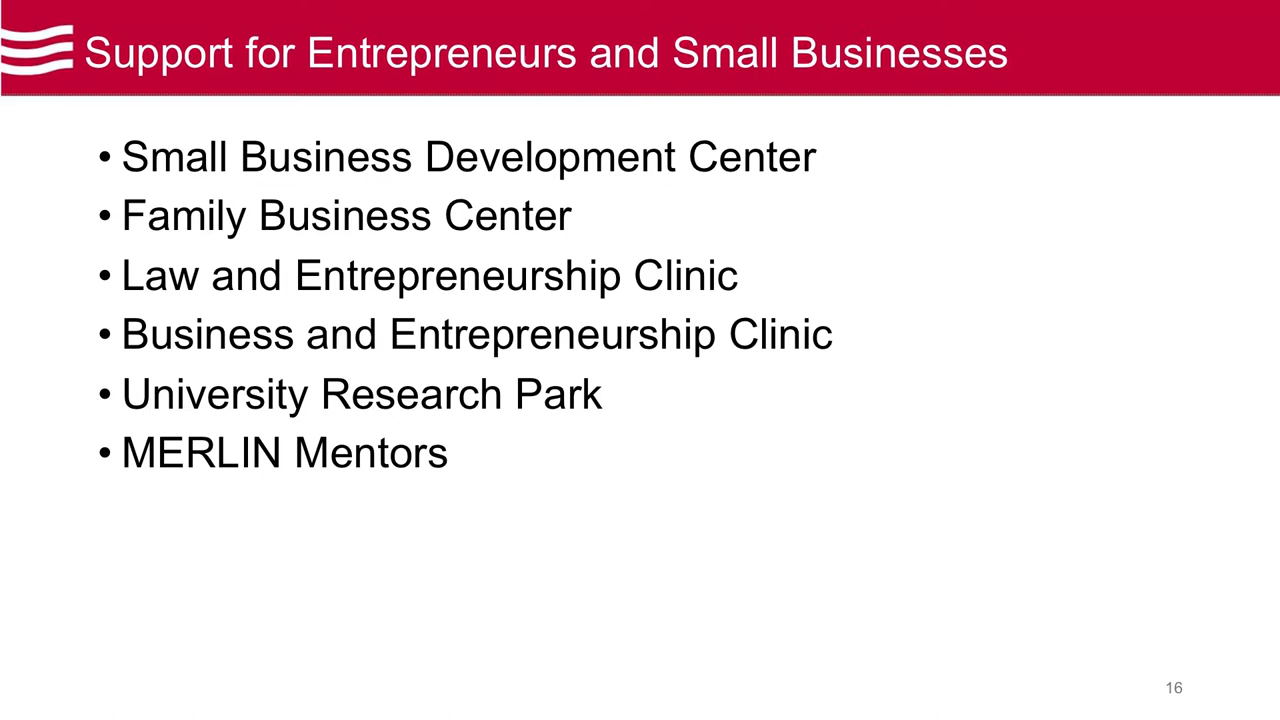 Support for Entrepreneurs and Small Businesses
• Small Business Development Center
• Family Business Center
• Law and Entrepreneurship Clinic
• Business and Entrepreneurship Clinic
• University Research Park
• MERLIN Mentors
16